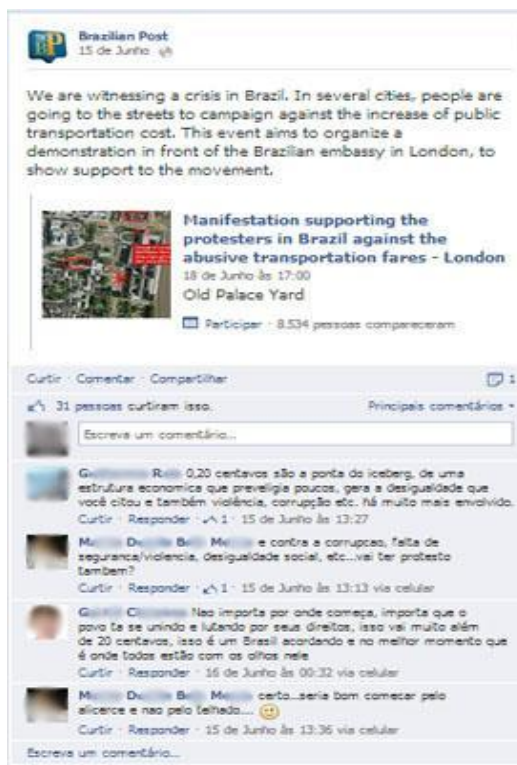 Brazilian Post
15 de Junho
We are witnessing a crisis in Brazil. In several cities, people are
going to the streets to campaign against the increase of public
transportation cost. This event aims to organize a
demonstration in front of the Brazilian embassy in London, to
show support to the movement.
Manifestation supporting the
protesters in Brazil against the
abusive transportation fares - London
18 de Junho às 17:00
Old Palace Yard
Participar · 8.534 pessoas compareceram
Curtir · Comentar · Compartilhar 1
31 pessoas curtiram isso. Principais comentários
Escreva um comentário...
G R 0,20 centavos são a ponta do iceberg, de uma
estrutura economica que preveligia poucos, gera a desigualdade que
você citou e também violência, corrupção etc. há muito mais envolvido.
Curtir · Responder · 1 · 15 de Junho às 13:27
M D B M e contra a corrupcao, falta de
seguranca/violencia, desigualdade social, etc...vai ter protesto
tambem?
Curtir · Responder · 1 · 15 de Junho às 13:13 via celular
G C Nao importa por onde começa, importa que o
povo ta se unindo e lutando por seus direitos, isso vai muito além
de 20 centavos, isso é um Brasil acordando e no melhor momento que
é onde todos estão com os olhos nele
Curtir · Responder · 16 de Junho às 00:32 via celular
M D B M certo...seria bom comecar pelo
alicerce e nao pelo telhado....
Curtir · Responder · 15 de Junho às 13:36 via celular
Escreva um comentário...